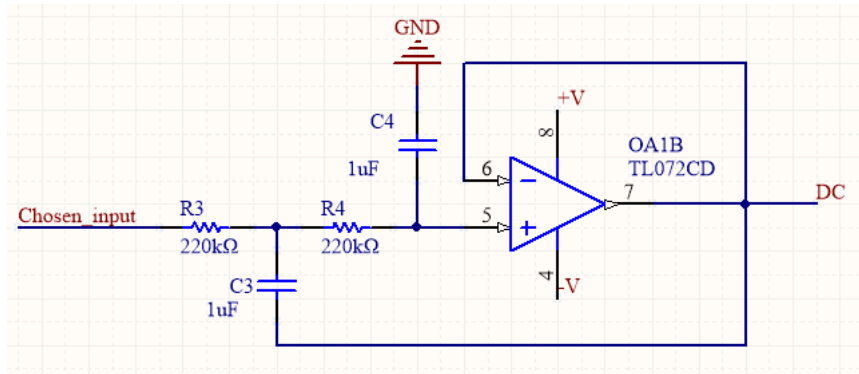 GND
C4
1uF
+V
8
OA1B
TL072CD
6
7
DC
5
Chosen_input
R3
R4
220kΩ
220kΩ
C3
1uF
4
-V